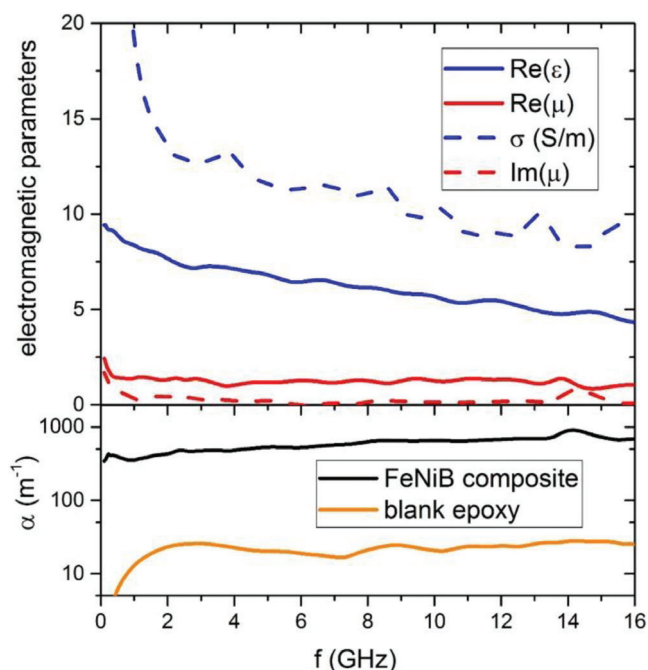 electromagnetic parameters
20
15
10
5
0
Re(ε)
Re(μ)
σ (S/m)
Im(μ)
α (m⁻¹)
1000
100
10
FeNiB composite
blank epoxy
0 2 4 6 8 10 12 14 16
f (GHz)